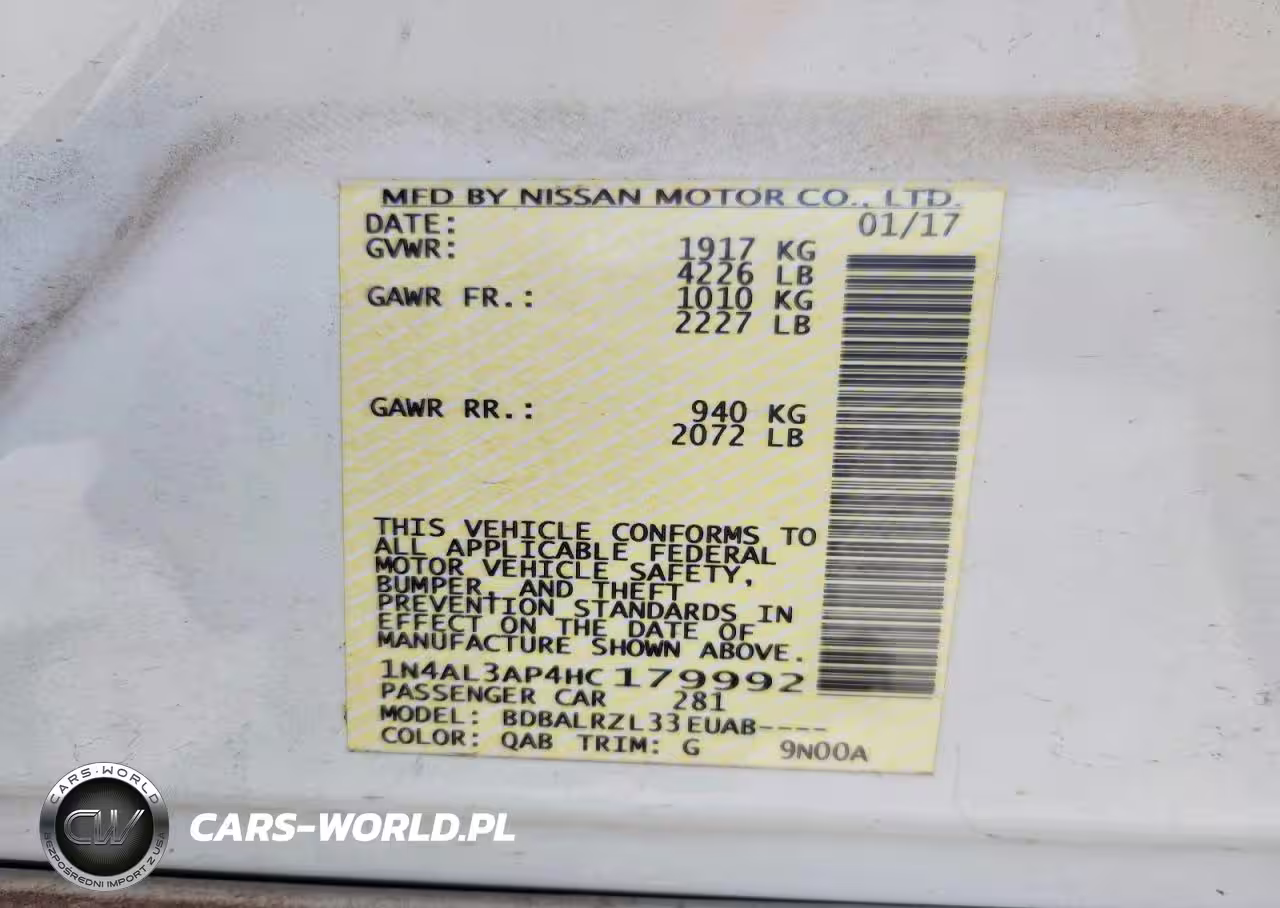 MFD BY NISSAN MOTOR CO., LTD.
DATE: 01/17
GVWR: 1917 KG
4226 LB
GAWR FR.: 1010 KG
2227 LB
GAWR RR.: 940 KG
2072 LB
THIS VEHICLE CONFORMS TO
ALL APPLICABLE FEDERAL
MOTOR VEHICLE SAFETY,
BUMPER, AND THEFT
PREVENTION STANDARDS IN
EFFECT ON THE DATE OF
MANUFACTURE SHOWN ABOVE.
1N4AL3AP4HC179992
PASSENGER CAR 281
MODEL: BDBALRZL33EUAB----
COLOR: QAB TRIM: G 9N00A
CARS-WORLD
CW
BEZPOŚREDNI IMPORT Z USA
CARS-WORLD.PL